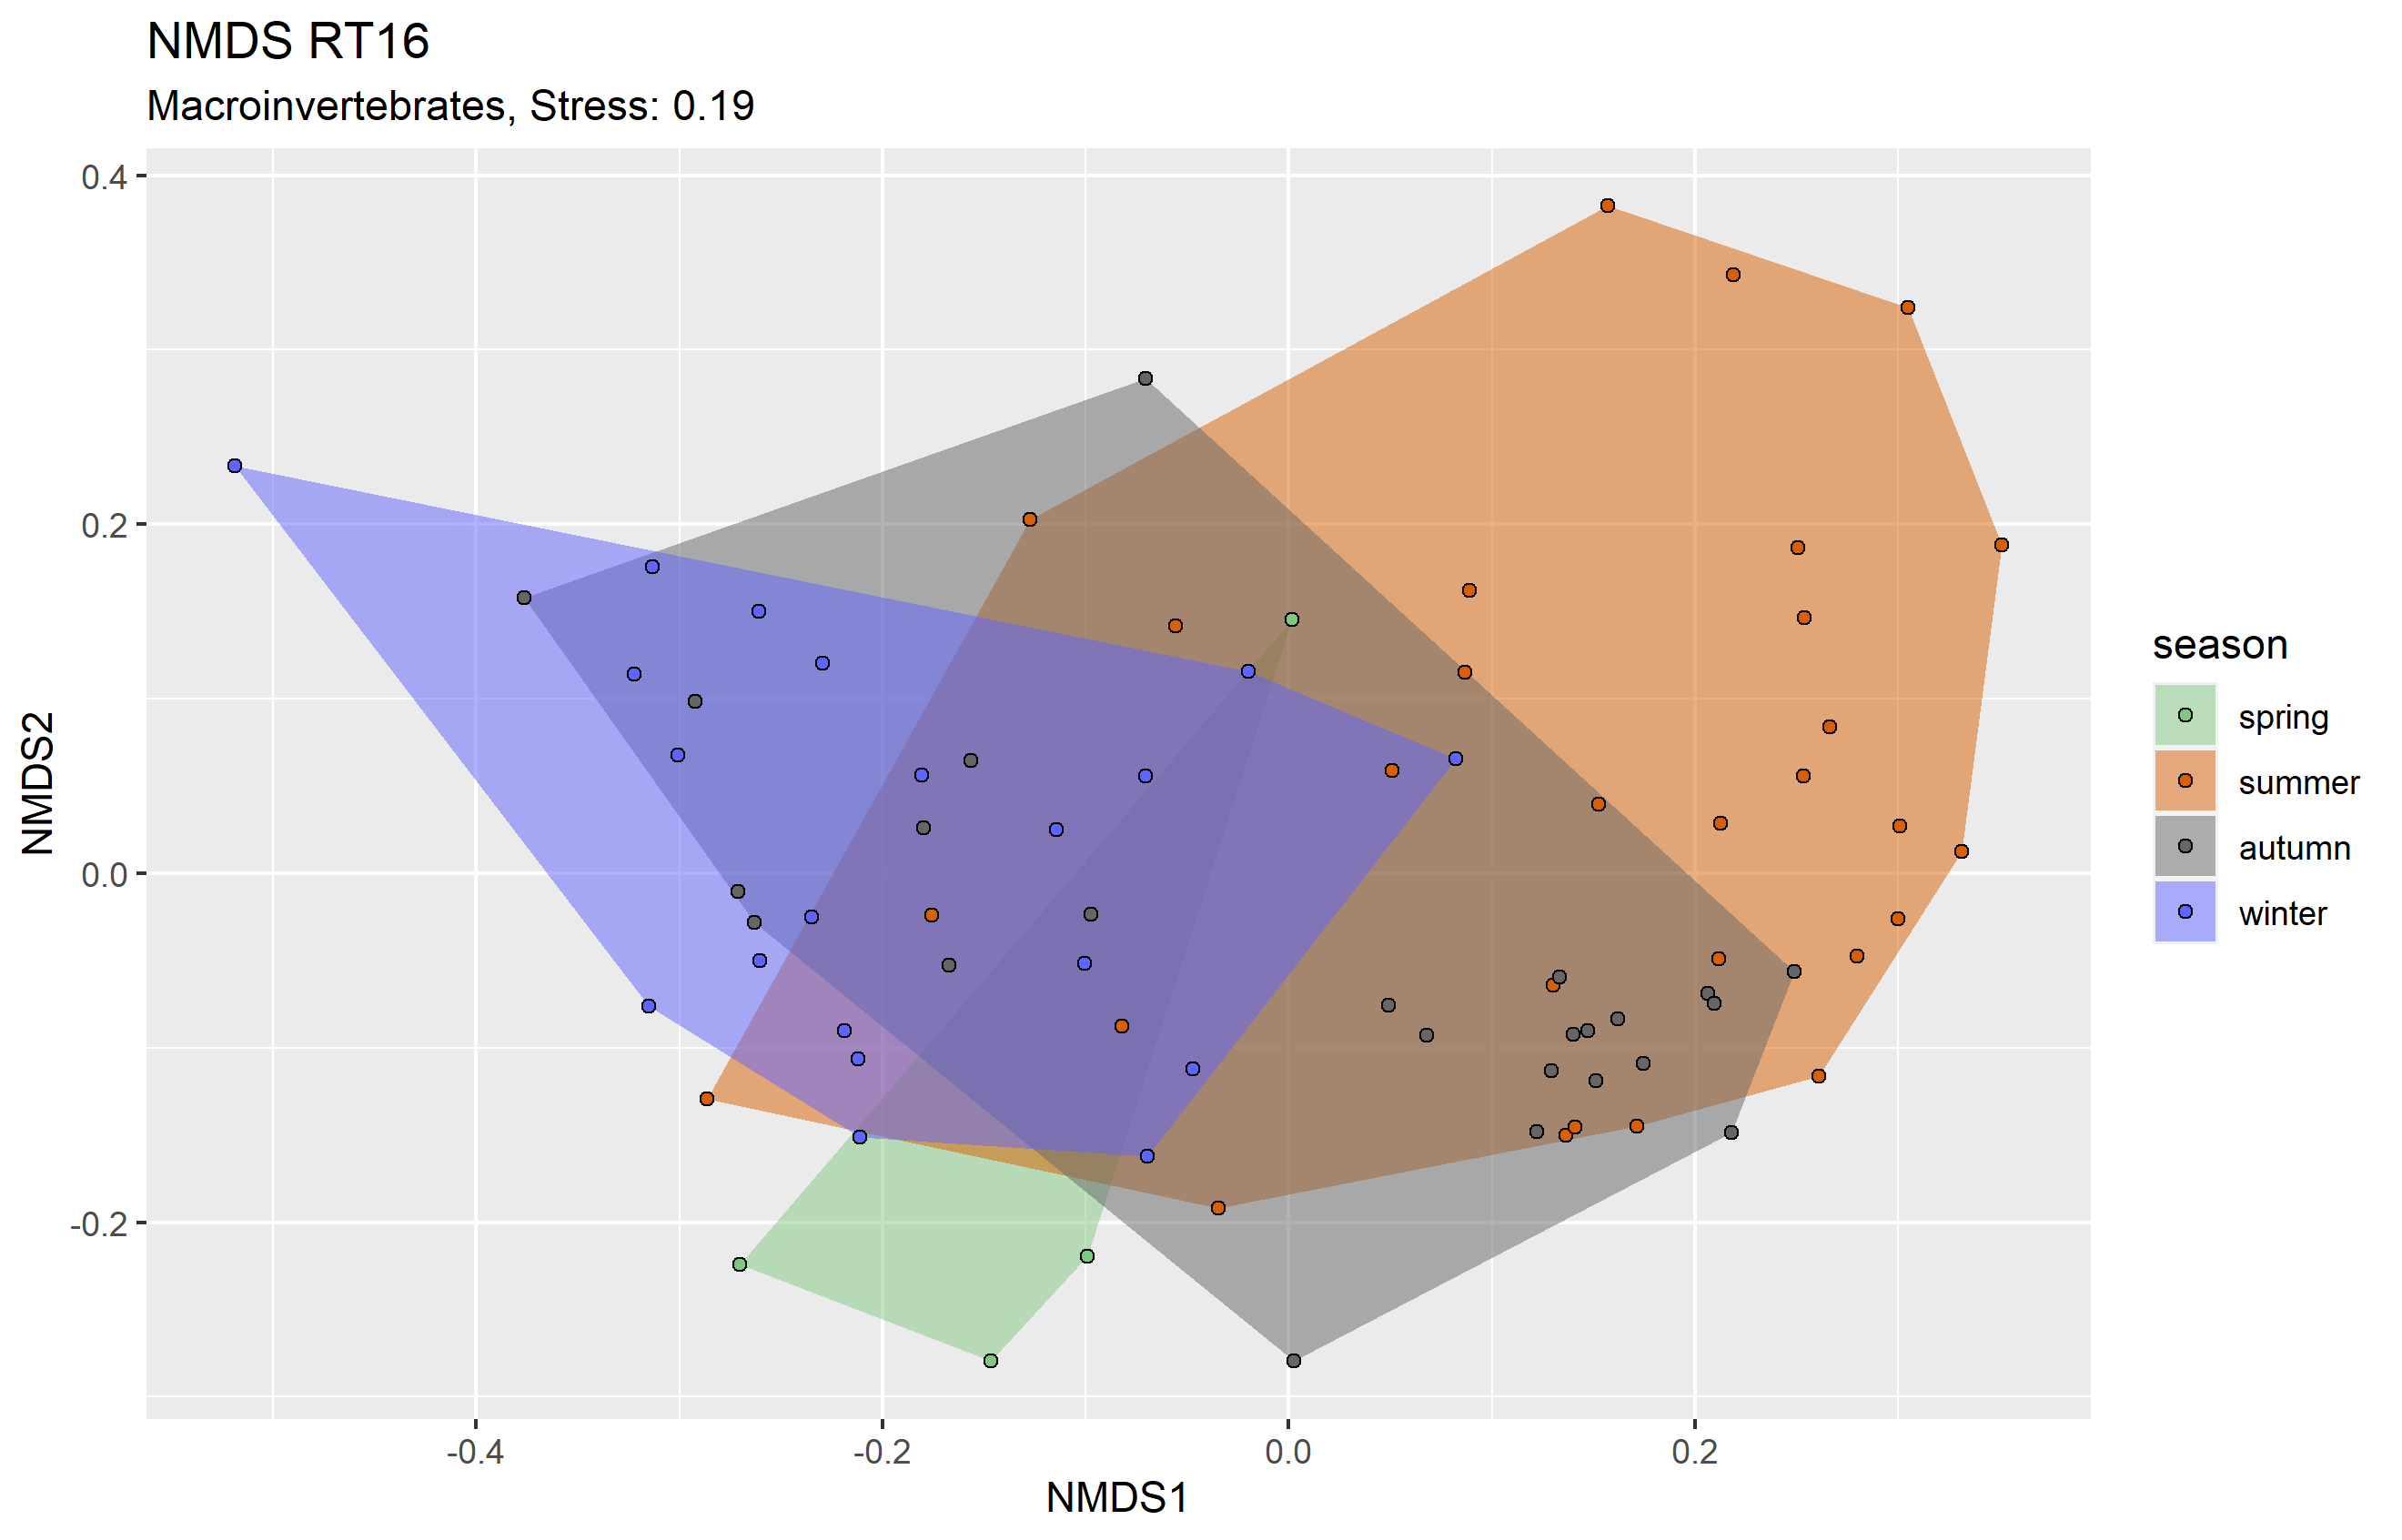 NMDS RT16
Macroinvertebrates, Stress: 0.19
0.4
0.2
0.0
-0.2
NMDS2
-0.4
-0.2
0.0
0.2
NMDS1
season
spring
summer
autumn
winter